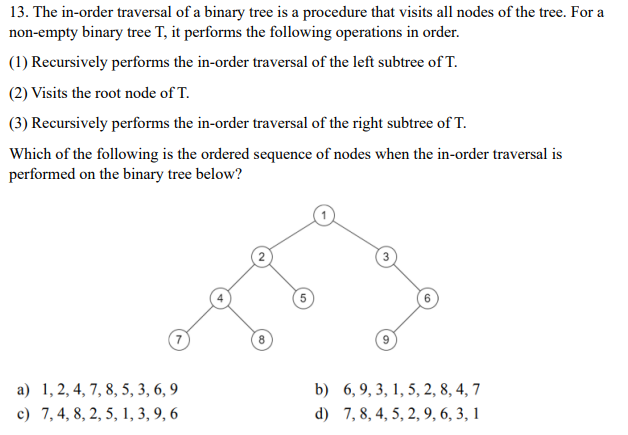 13. The in-order traversal of a binary tree is a procedure that visits all nodes of the tree. For a
non-empty binary tree T, it performs the following operations in order.
(1) Recursively performs the in-order traversal of the left subtree of T.
(2) Visits the root node of T.
(3) Recursively performs the in-order traversal of the right subtree of T.
Which of the following is the ordered sequence of nodes when the in-order traversal is
performed on the binary tree below?
1
2 3
4 5 6
7 8 9
a) 1, 2, 4, 7, 8, 5, 3, 6, 9 b) 6, 9, 3, 1, 5, 2, 8, 4, 7
c) 7, 4, 8, 2, 5, 1, 3, 9, 6 d) 7, 8, 4, 5, 2, 9, 6, 3, 1